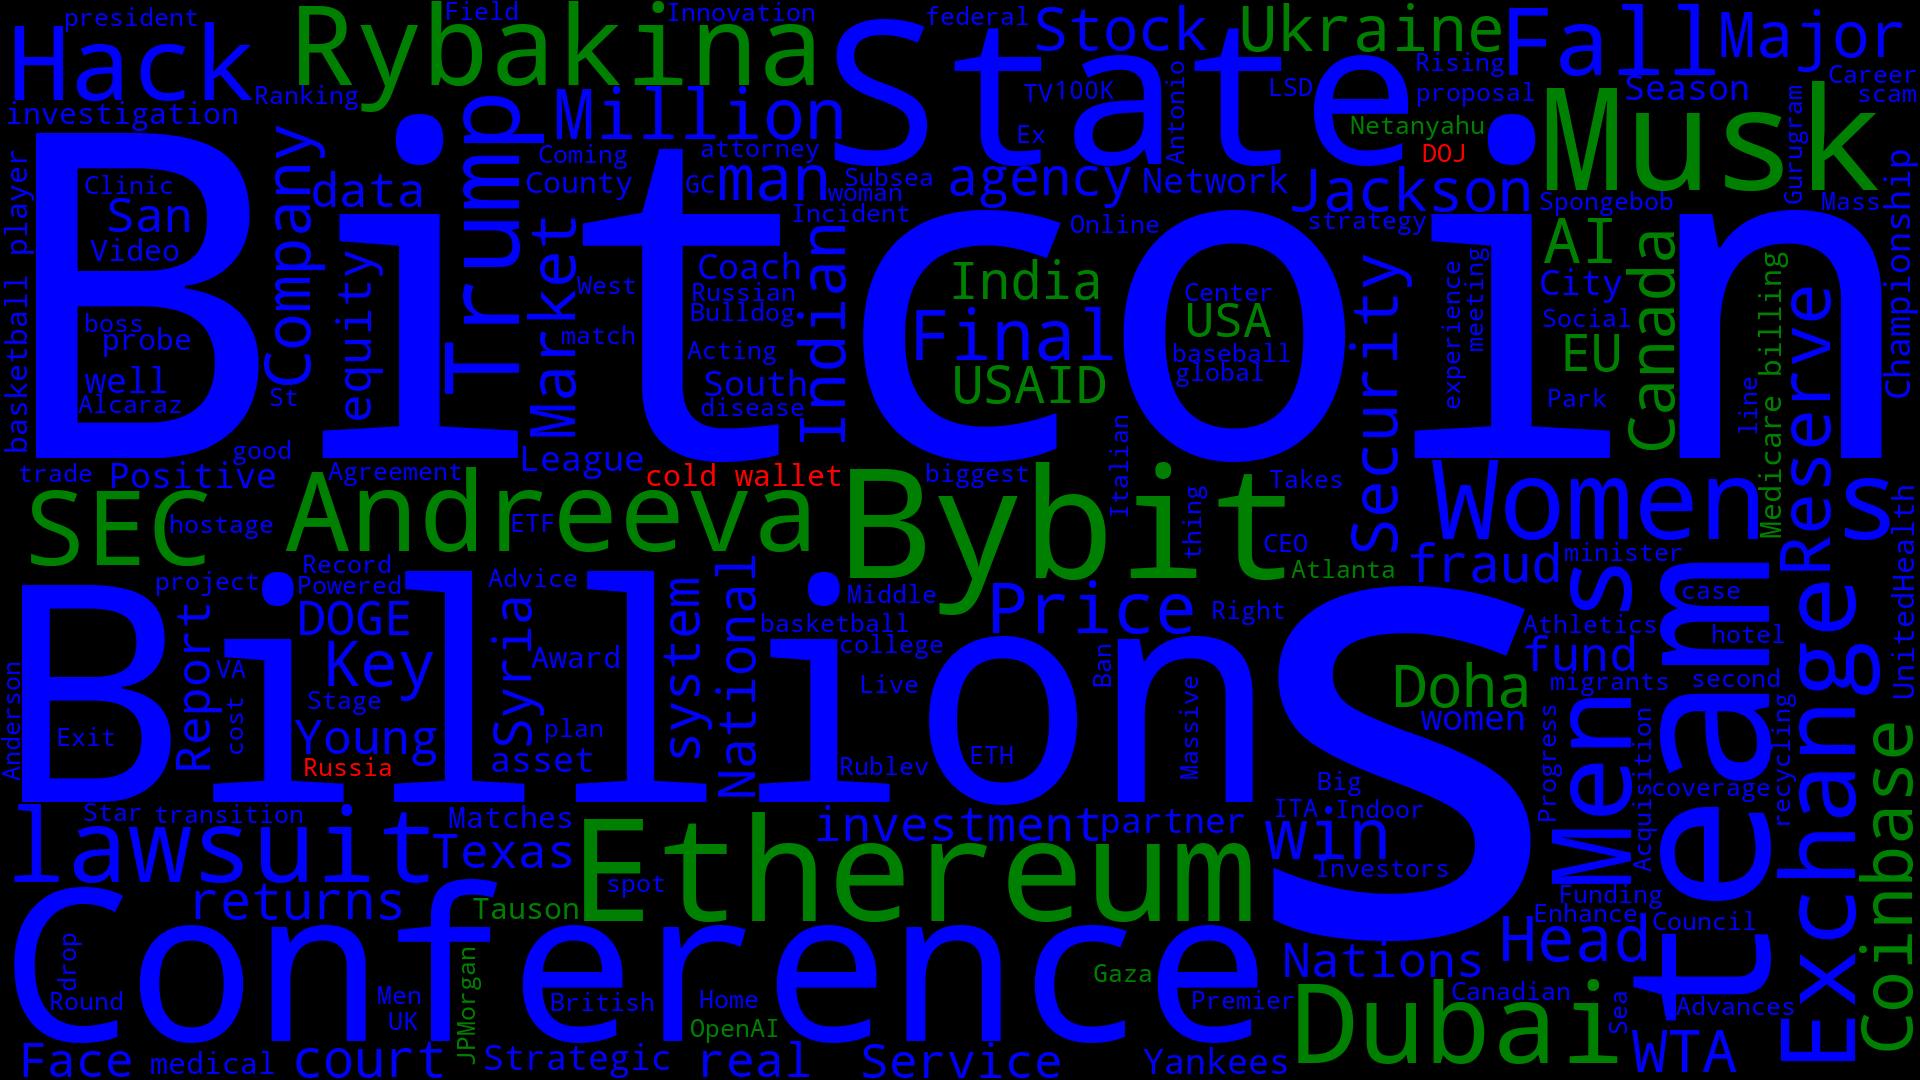 president
Field
Innovation
federal
Hack
Rybakina
State
Stock
Ukraine
Fall
Major
Ranking
investigation
Million
TV
100K
Antonio
LSD
Rising
proposal
Season
Career
scam
Musk
Gurugram
Bitcoin
Trump
Company
data
Coming
County
attorney
GC
man
Subsea
woman
Incident
Ex
agency
Network
Netanyahu
DOJ
Jackson
strategy
Spongebob
Mass
Championship
basketball player
Clinic
San
Video
boss
probe
well
Alcaraz
St
equity
Market
West
match
Coach
Russian
Bulldog
Acting
South
disease
Indian
India
Final
USAID
Online
Center
USA
baseball
global
Security
experience
meeting
AI
City
Social
EU
Park
Canada
line
Medicare billing
Reserve
trade
Positive
good
Agreement
League
cold wallet
biggest
Italian
Takes
Women s
SEC
hostage
Andreeva
ETF
Bybit
thing
CEO
Atlanta
fraud
minister
UnitedHealth
project
Record
Powered
Advice
Billion
DOGE
Key
Report
VA
cost
Stage
Young
Russia
Syria
Award
plan
asset
system
National
Middle
basketball
college
Live
Rublev
ETH
Price
Right
Ban
Massive
S
Doha
women
Athletics
fund
migrants
Mens
team
case
hotel
second
Exchange
Anderson
Exit
Big
ITA
Indoor
Progress
Acquisition
coverage
recycling
Coinbase
Star
transition
lawsuit
Matches
Texas
Ethereum
spot
investment
partner
win
Investors
returns
Tauson
Funding
Enhance
Council
Head
Conference
drop
Round
Men
UK
JPMorgan
British
Home
OpenAI
Gaza
Premier
Nations
Canadian
Dubai
Sea
Advances
WTA
Face
medical
court
Strategic
real
Service
Yankees